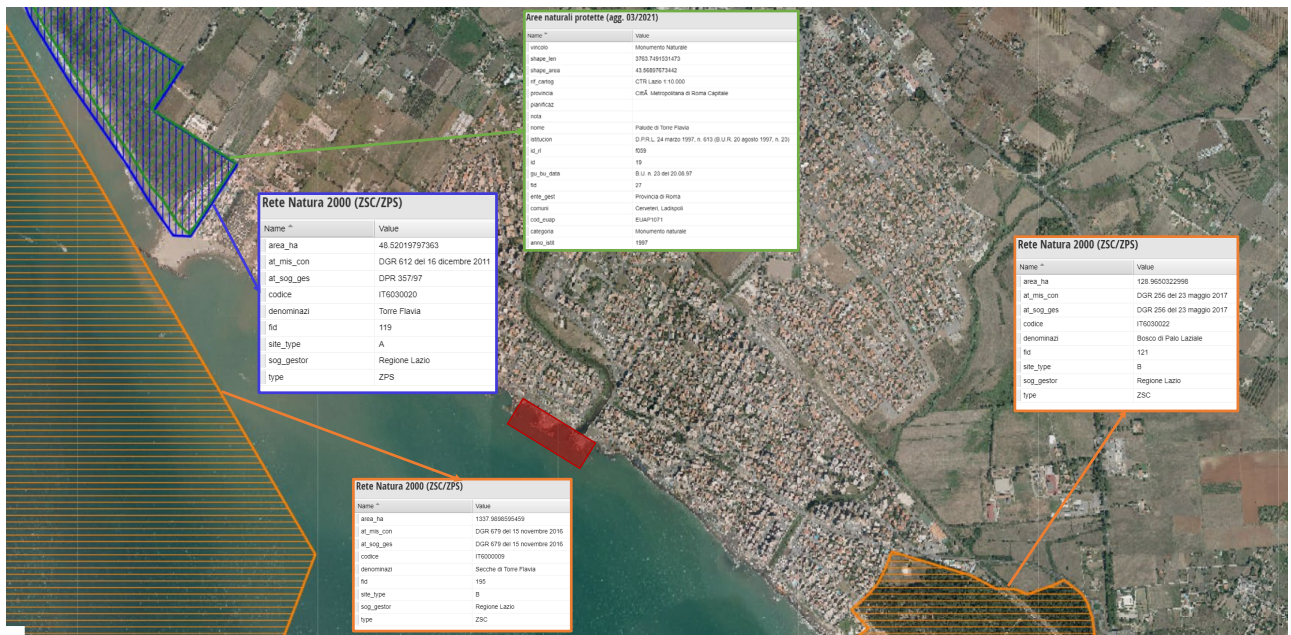 Aree naturali protette (agg. 03/2021)
Name Value
vincolo Monumento Naturale
shape_len 3763.7491531473
shape_area 43.56897673442
rif_cartog CTR Lazio 1:10.000
provincia CittÃ Metropolitana di Roma Capitale
pianificaz
nota
nome Palude di Torre Flavia
istitucion D.P.R.L. 24 marzo 1997, n. 613 (B.U.R. 20 agosto 1997, n. 23)
id_rl f039
id 19
gu_bu_data B.U. n. 23 del 20.08.97
fid 27
ente_gest Provincia di Roma
comuni Cerveteri, Ladispoli
cod_euap EUAP1071
categoria Monumento naturale
anno_istit 1997
Rete Natura 2000 (ZSC/ZPS)
Name Value
area_ha 48.52019797363
at_mis_con DGR 612 del 16 dicembre 2011
at_sog_ges DPR 357/97
codice IT6030020
denominazi Torre Flavia
fid 119
site_type A
sog_gestor Regione Lazio
type ZPS
Rete Natura 2000 (ZSC/ZPS)
Name Value
area_ha 128.9650322998
at_mis_con DGR 256 del 23 maggio 2017
at_sog_ges DGR 256 del 23 maggio 2017
codice IT6030022
denominazi Bosco di Palo Laziale
fid 121
site_type B
sog_gestor Regione Lazio
type ZSC
Rete Natura 2000 (ZSC/ZPS)
Name Value
area_ha 1337.9898595459
at_mis_con DGR 679 del 15 novembre 2016
at_sog_ges DGR 679 del 15 novembre 2016
codice IT6000009
denominazi Secche di Torre Flavia
fid 195
site_type B
sog_gestor Regione Lazio
type ZSC